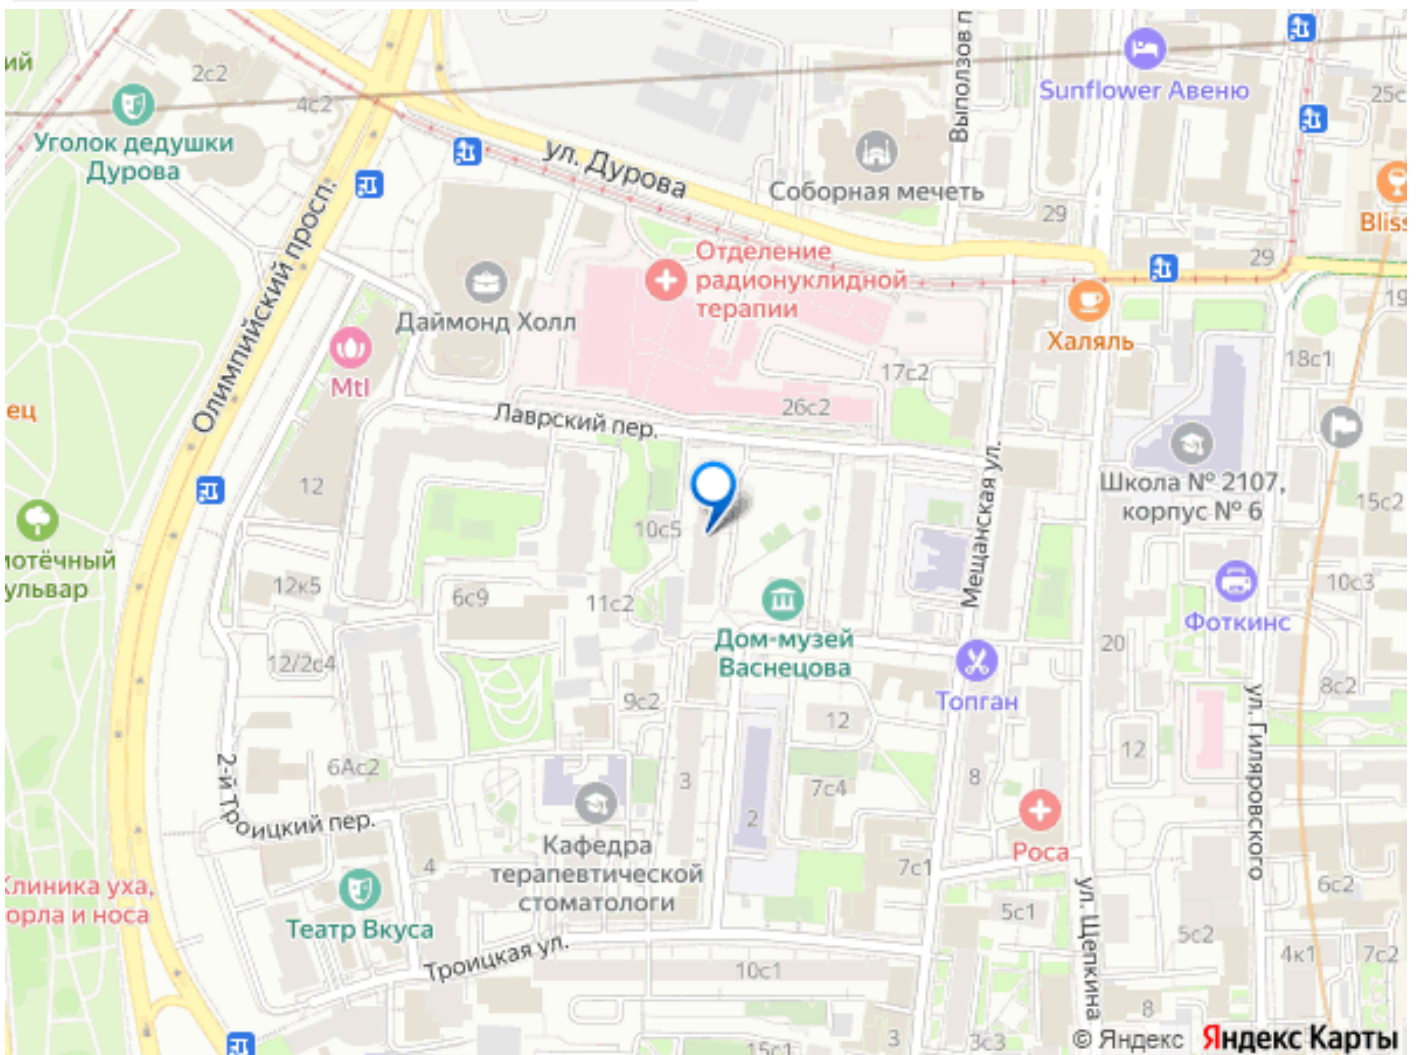 ий
2с2
4с2
Уголок дедушки
Дурова
Олимпийский просп.
ул. Дурова
Выползов п
Sunflower Авеню
25с
Соборная мечеть
29
Bliss
29
Отделение
радионуклидной
терапии
Даймонд Холл
Mtl
Халяль
19
18с1
17с2
26с2
ец
Лаврский пер.
12
Мещанская ул.
Школа № 2107,
корпус № 6
15с2
10с5
мотёчный
ульвар
12к5
6с9
11с2
Дом-музей
Васнецова
10с3
Фоткинс
12/2с4
20
Топган
9с2
12
8с2
ул. Гиляровского
12
2-й Троицкий пер.
6Ас2
3
7с4
8
2
Роса
Кафедра
терапевтической
стоматологи
4
7с1
Клиника уха,
орла и носа
Театр Вкуса
6с2
5с1
ул. Щепкина
5с2
Троицкая ул.
10с1
4к1
7с2
8
3
3с3
15с1
© Яндекс Яндекс Карты